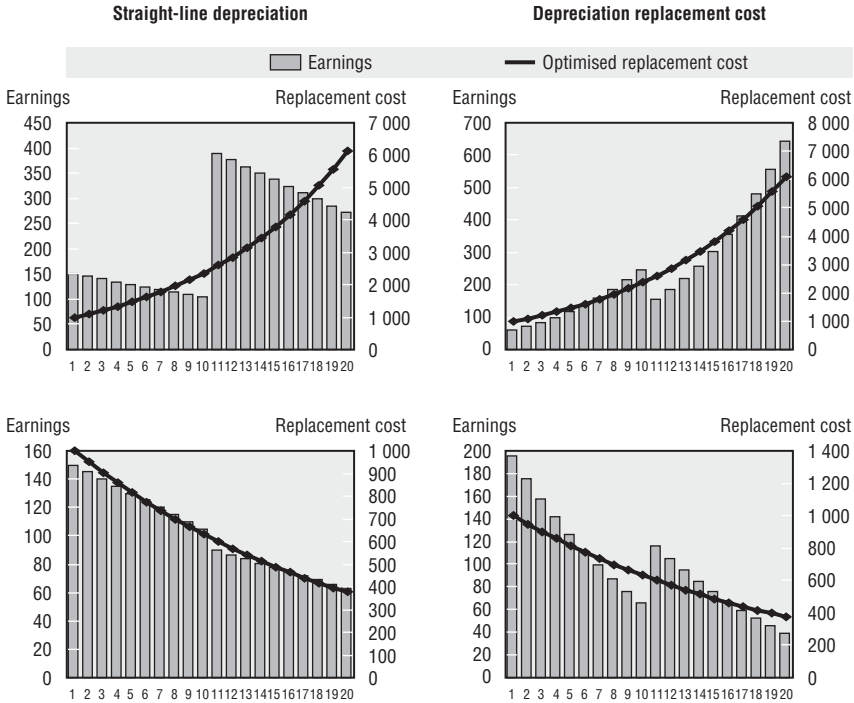 Straight-line depreciation Depreciation replacement cost
Earnings Optimised replacement cost
Earnings Replacement cost Earnings Replacement cost
450 7 000 700 8 000
400 6 000 600 7 000
350 5 000 500 6 000
300 4 000 400 5 000
250 3 000 300 4 000
200 2 000 200 3 000
150 1 000 100 2 000
100 0 0 1 000
50 0
0
1 2 3 4 5 6 7 8 9 10 11 12 13 14 15 16 17 18 19 20 1 2 3 4 5 6 7 8 9 10 11 12 13 14 15 16 17 18 19 20
Earnings Replacement cost Earnings Replacement cost
160 1 000 200 1 400
140 900 180 1 200
120 800 160 1 000
100 700 140 800
80 600 120 600
60 500 100 400
40 400 80 200
20 300 60 0
0 200 40
100 20
0 0
1 2 3 4 5 6 7 8 9 10 11 12 13 14 15 16 17 18 19 20 1 2 3 4 5 6 7 8 9 10 11 12 13 14 15 16 17 18 19 20